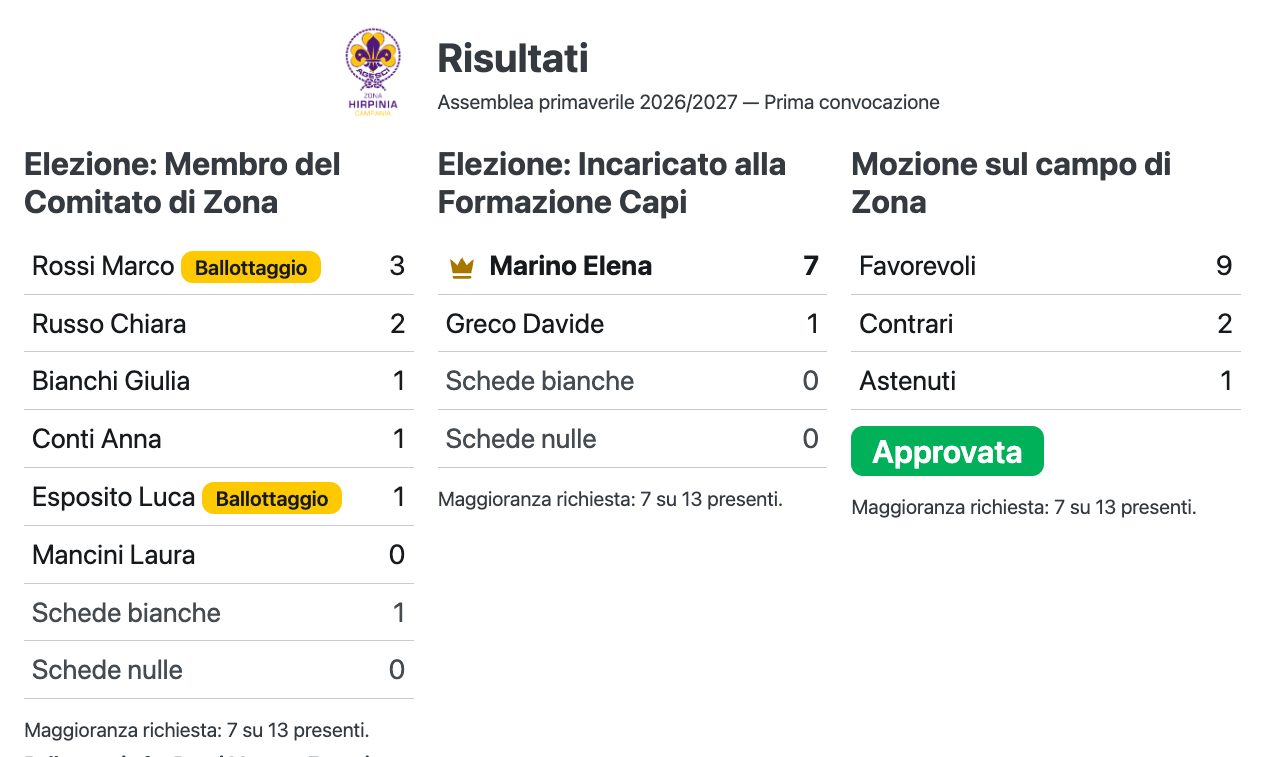 AGESCI
ZONA
HIRPINIA
CAMPANIA
Risultati
Assemblea primaverile 2026/2027 — Prima convocazione
Elezione: Membro del
Comitato di Zona
Rossi Marco Ballottaggio 3
Russo Chiara 2
Bianchi Giulia 1
Conti Anna 1
Esposito Luca Ballottaggio 1
Mancini Laura 0
Schede bianche 1
Schede nulle 0
Maggioranza richiesta: 7 su 13 presenti.
Elezione: Incaricato alla
Formazione Capi
Marino Elena 7
Greco Davide 1
Schede bianche 0
Schede nulle 0
Maggioranza richiesta: 7 su 13 presenti.
Mozione sul campo di
Zona
Favorevoli 9
Contrari 2
Astenuti 1
Approvata
Maggioranza richiesta: 7 su 13 presenti.